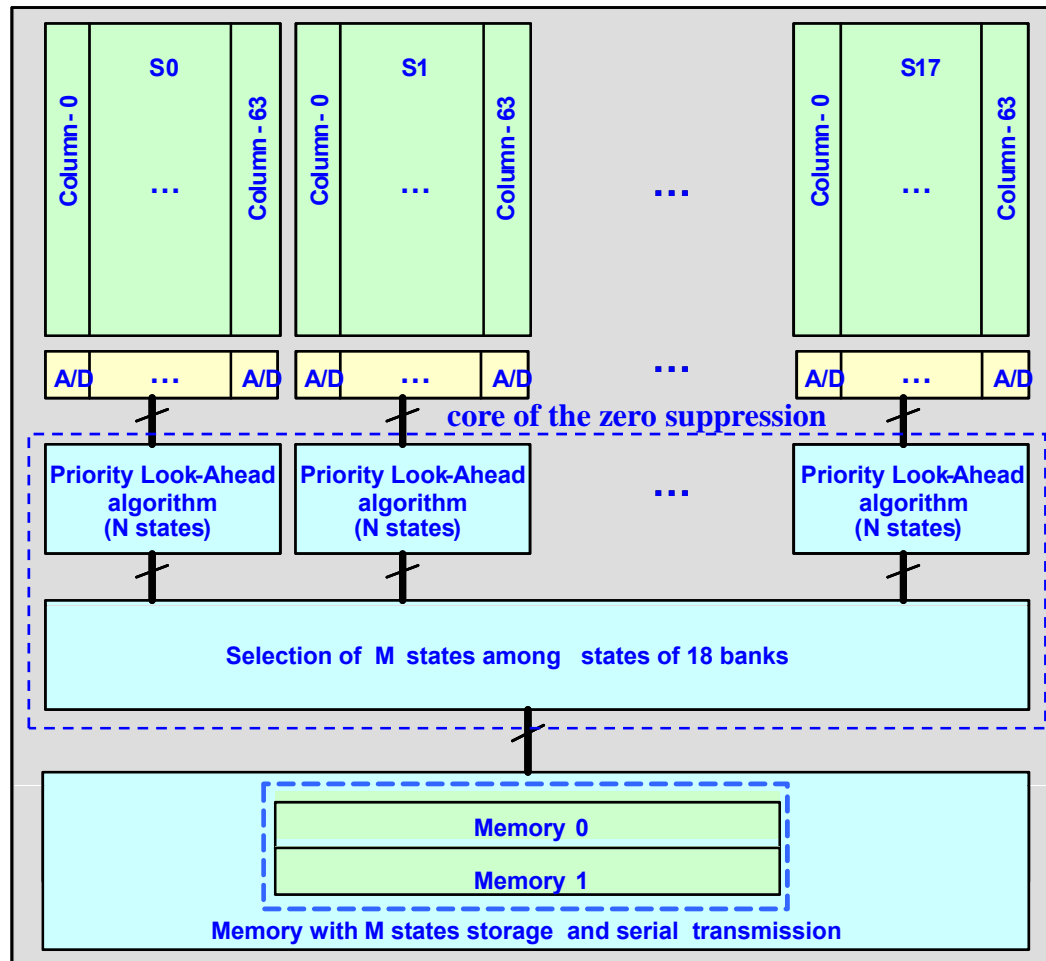 S0 S1 S17
Column- 0 Column - 63 Column- 0 Column - 63 Column- 0 Column - 63
... ... ... ...
A/D ... A/D A/D ... A/D ... A/D ... A/D
core of the zero suppression
Priority Look-Ahead
algorithm
(N states)
Priority Look-Ahead
algorithm
(N states)
...
Priority Look-Ahead
algorithm
(N states)
Selection of M states among states of 18 banks
Memory 0
Memory 1
Memory with M states storage and serial transmission